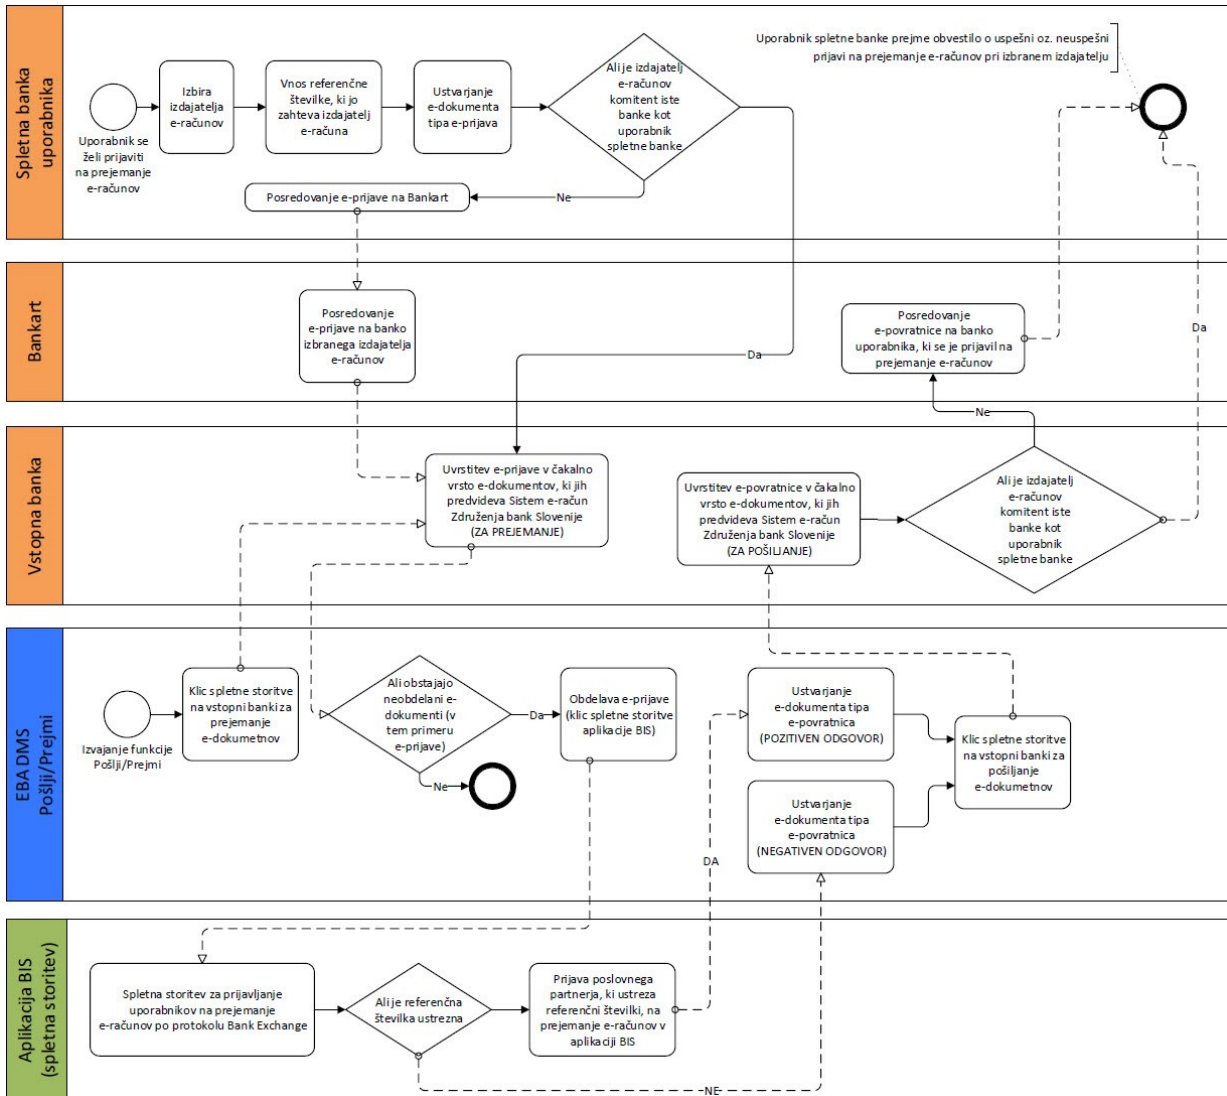 Spletna banka
uporabnika
Uporabnik se
želi prijaviti
na prejemanje
e-računov
Izbira
izdajatelja
e-računov
Vnos referenčne
številke, ki jo
zahteva izdajatelj
e-računa
Ustvarjanje
e-dokumenta
tipa e-prijava
Ali je izdajatelj
e-računov
komitent iste
banke kot
uporabnik
spletne banke
Uporabnik spletne banke prejme obvestilo o uspešni oz. neuspešni
prijavi na prejemanje e-računov pri izbranem izdajatelju
Ne
Posredovanje e-prijave na Bankart
Bankart
Posredovanje
e-prijave na banko
izbranega izdajatelja
e-računov
Da
Posredovanje
e-povratnice na banko
uporabnika, ki se je prijavil na
prejemanje e-računov
Da
Ne
Vstopna banka
Uvrstitev e-prijave v čakalno
vrsto e-dokumentov, ki jih
predvideva Sistem e-račun
Združenja bank Slovenije
(ZA PREJEMANJE)
Uvrstitev e-povratnice v čakalno
vrsto e-dokumentov, ki jih
predvideva Sistem e-račun
Združenja bank Slovenije
(ZA POŠILJANJE)
Ali je izdajatelj
e-računov
komitent iste
banke kot
uporabnik
spletne banke
EBA DMS
Pošlji/Prejmi
Izvajanje funkcije
Pošlji/Prejmi
Klic spletne storitve
na vstopni banki za
prejemanje
e-dokumetnov
Ali obstajajo
neobdelani e-
dokumenti (v
tem primeru
e-prijave)
Da
Ne
Obdelava e-prijave
(klic spletne storitve
aplikacije BIS)
Ustvarjanje
e-dokumenta tipa
e-povratnica
(POZITIVEN ODGOVOR)
Ustvarjanje
e-dokumenta tipa
e-povratnica
(NEGATIVEN ODGOVOR)
Klic spletne storitve
na vstopni banki za
pošiljanje
e-dokumetnov
DA
Aplikacija BIS
(spletna storitev)
Spletna storitev za prijavljanje
uporabnikov na prejemanje
e-računov po protokolu Bank Exchange
Ali je referenčna
številka ustrezna
Prijava poslovnega
partnerja, ki ustreza
referenčni številki, na
prejemanje e-računov v
aplikaciji BIS
NE